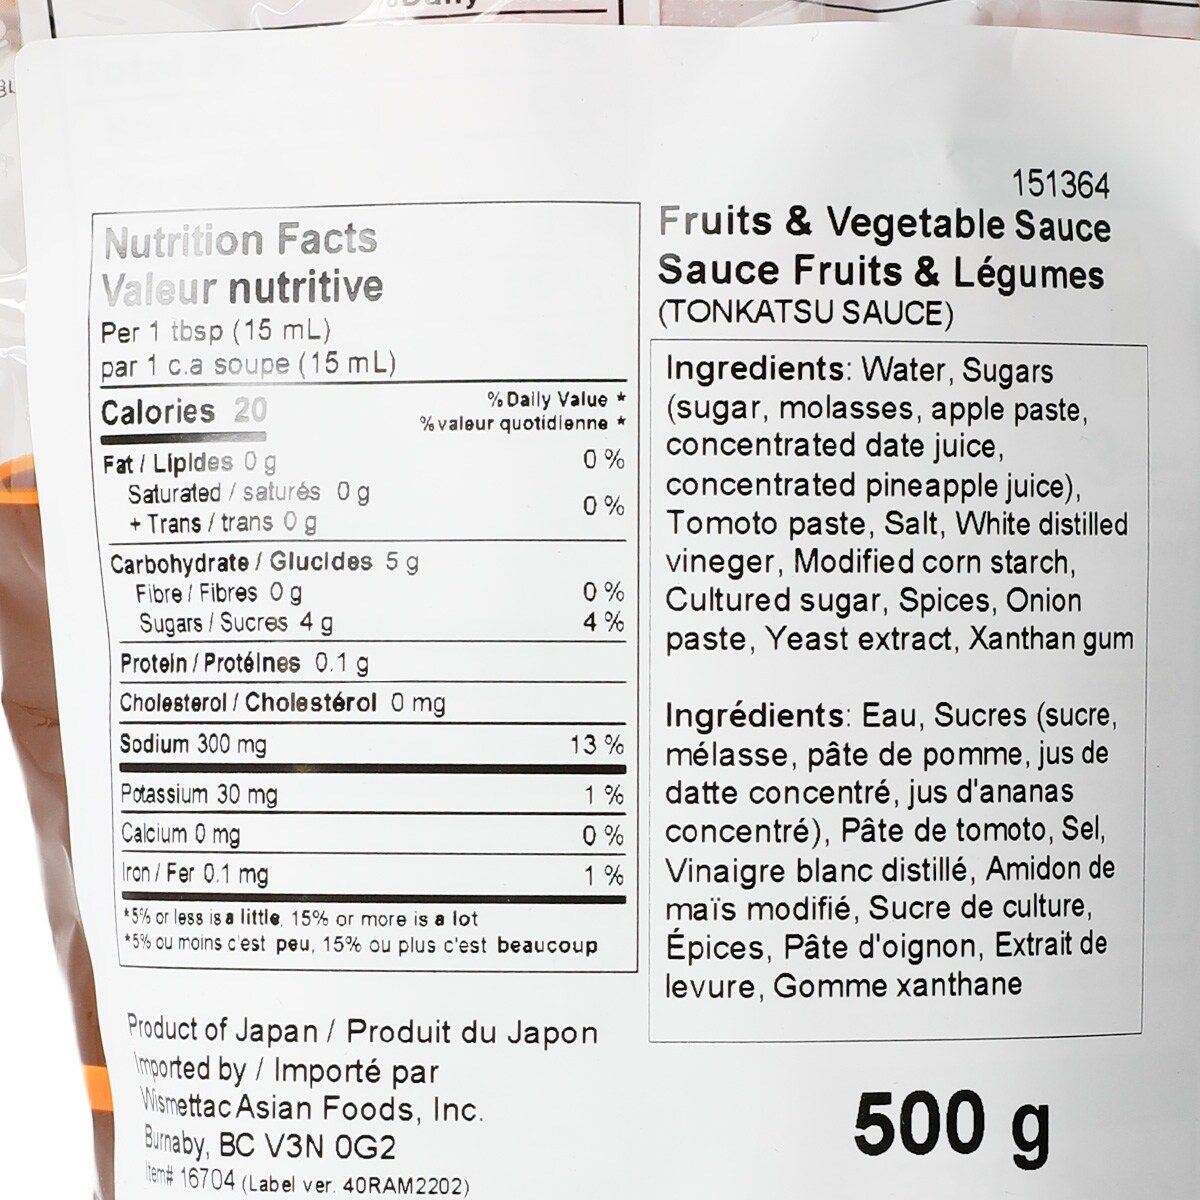 151364
Fruits & Vegetable Sauce
Sauce Fruits & Légumes
(TONKATSU SAUCE)
Nutrition Facts
Valeur nutritive
Per 1 tbsp (15 mL)
par 1 c.a soupe (15 mL)
Calories 20
% Daily Value *
% valeur quotidienne *
Fat / Lipides 0 g 0 %
Saturated / saturés 0 g
+ Trans / trans 0 g 0 %
Carbohydrate / Glucides 5 g
Fibre / Fibres 0 g 0 %
Sugars / Sucres 4 g 4 %
Protein / Protéines 0.1 g
Cholesterol / Cholestérol 0 mg
Sodium 300 mg 13 %
Potassium 30 mg 1 %
Calcium 0 mg 0 %
Iron / Fer 0.1 mg 1 %
*5% or less is a little, 15% or more is a lot
*5% ou moins c'est peu, 15% ou plus c'est beaucoup
Ingredients: Water, Sugars
(sugar, molasses, apple paste,
concentrated date juice,
concentrated pineapple juice),
Tomoto paste, Salt, White distilled
vineger, Modified corn starch,
Cultured sugar, Spices, Onion
paste, Yeast extract, Xanthan gum
Ingrédients: Eau, Sucres (sucre,
mélasse, pâte de pomme, jus de
datte concentré, jus d'ananas
concentré), Pâte de tomoto, Sel,
Vinaigre blanc distillé, Amidon de
maïs modifié, Sucre de culture,
Épices, Pâte d'oignon, Extrait de
levure, Gomme xanthane
Product of Japan / Produit du Japon
Imported by / Importé par
Wismettac Asian Foods, Inc.
Burnaby, BC V3N 0G2
Item# 16704 (Label ver. 40RAM2202)
500 g